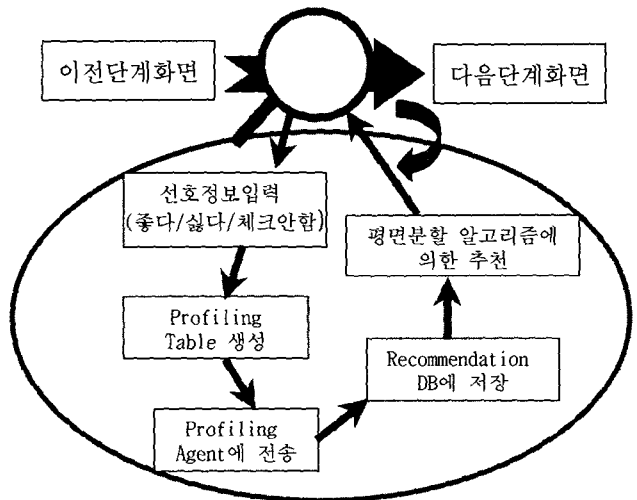 이전단계화면
다음단계화면
선호정보입력
(좋다/싫다/체크안함)
Profiling
Table 생성
Profiling
Agent에 전송
Recommendation
DB에 저장
평면분할 알고리즘에
의한 추천